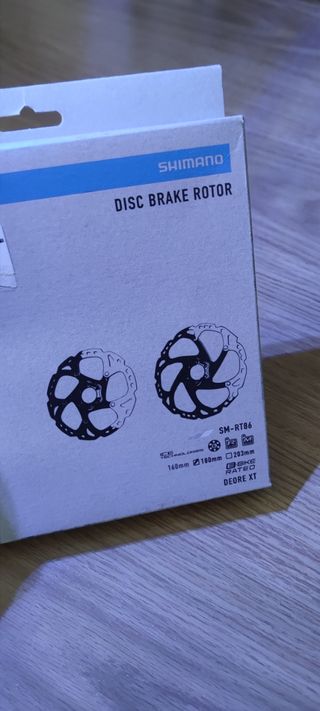 SHIMANO
DISC BRAKE ROTOR
SM-RT86
160mm 180mm 203mm
E-BIKE
RATED
DEORE XT